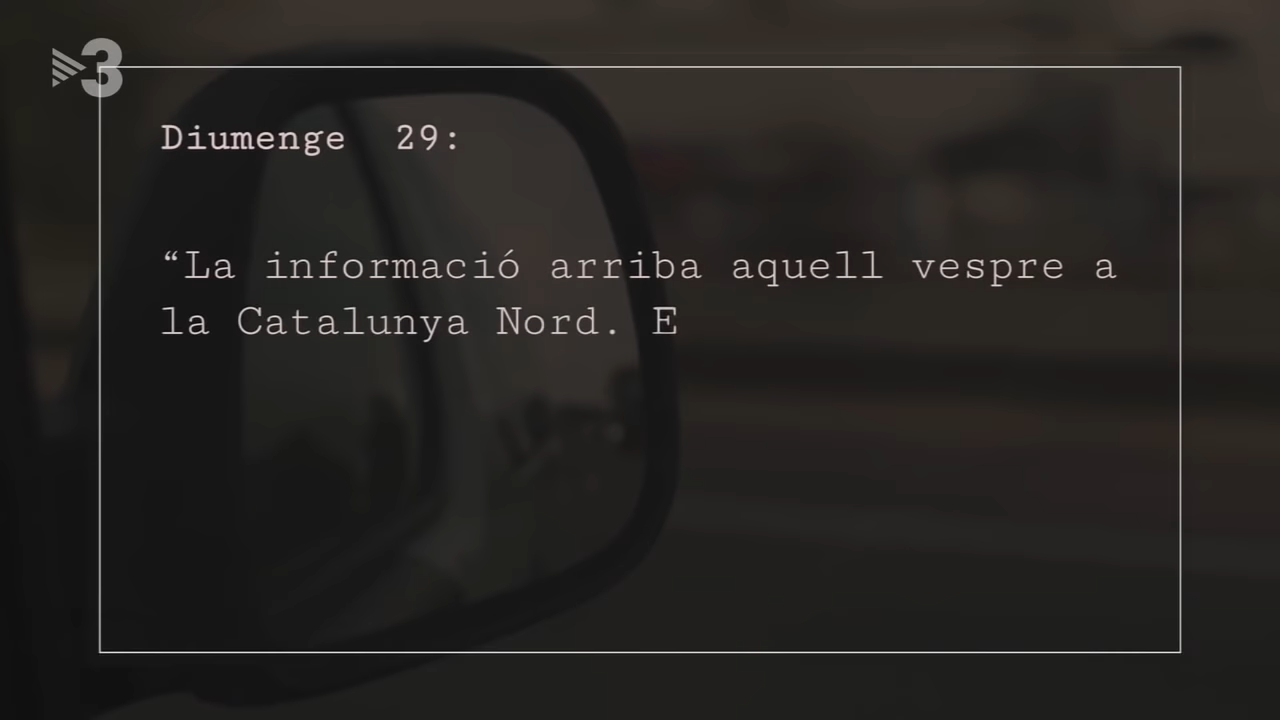 3
Diumenge 29:
“La informació arriba aquell vespre a
la Catalunya Nord. E